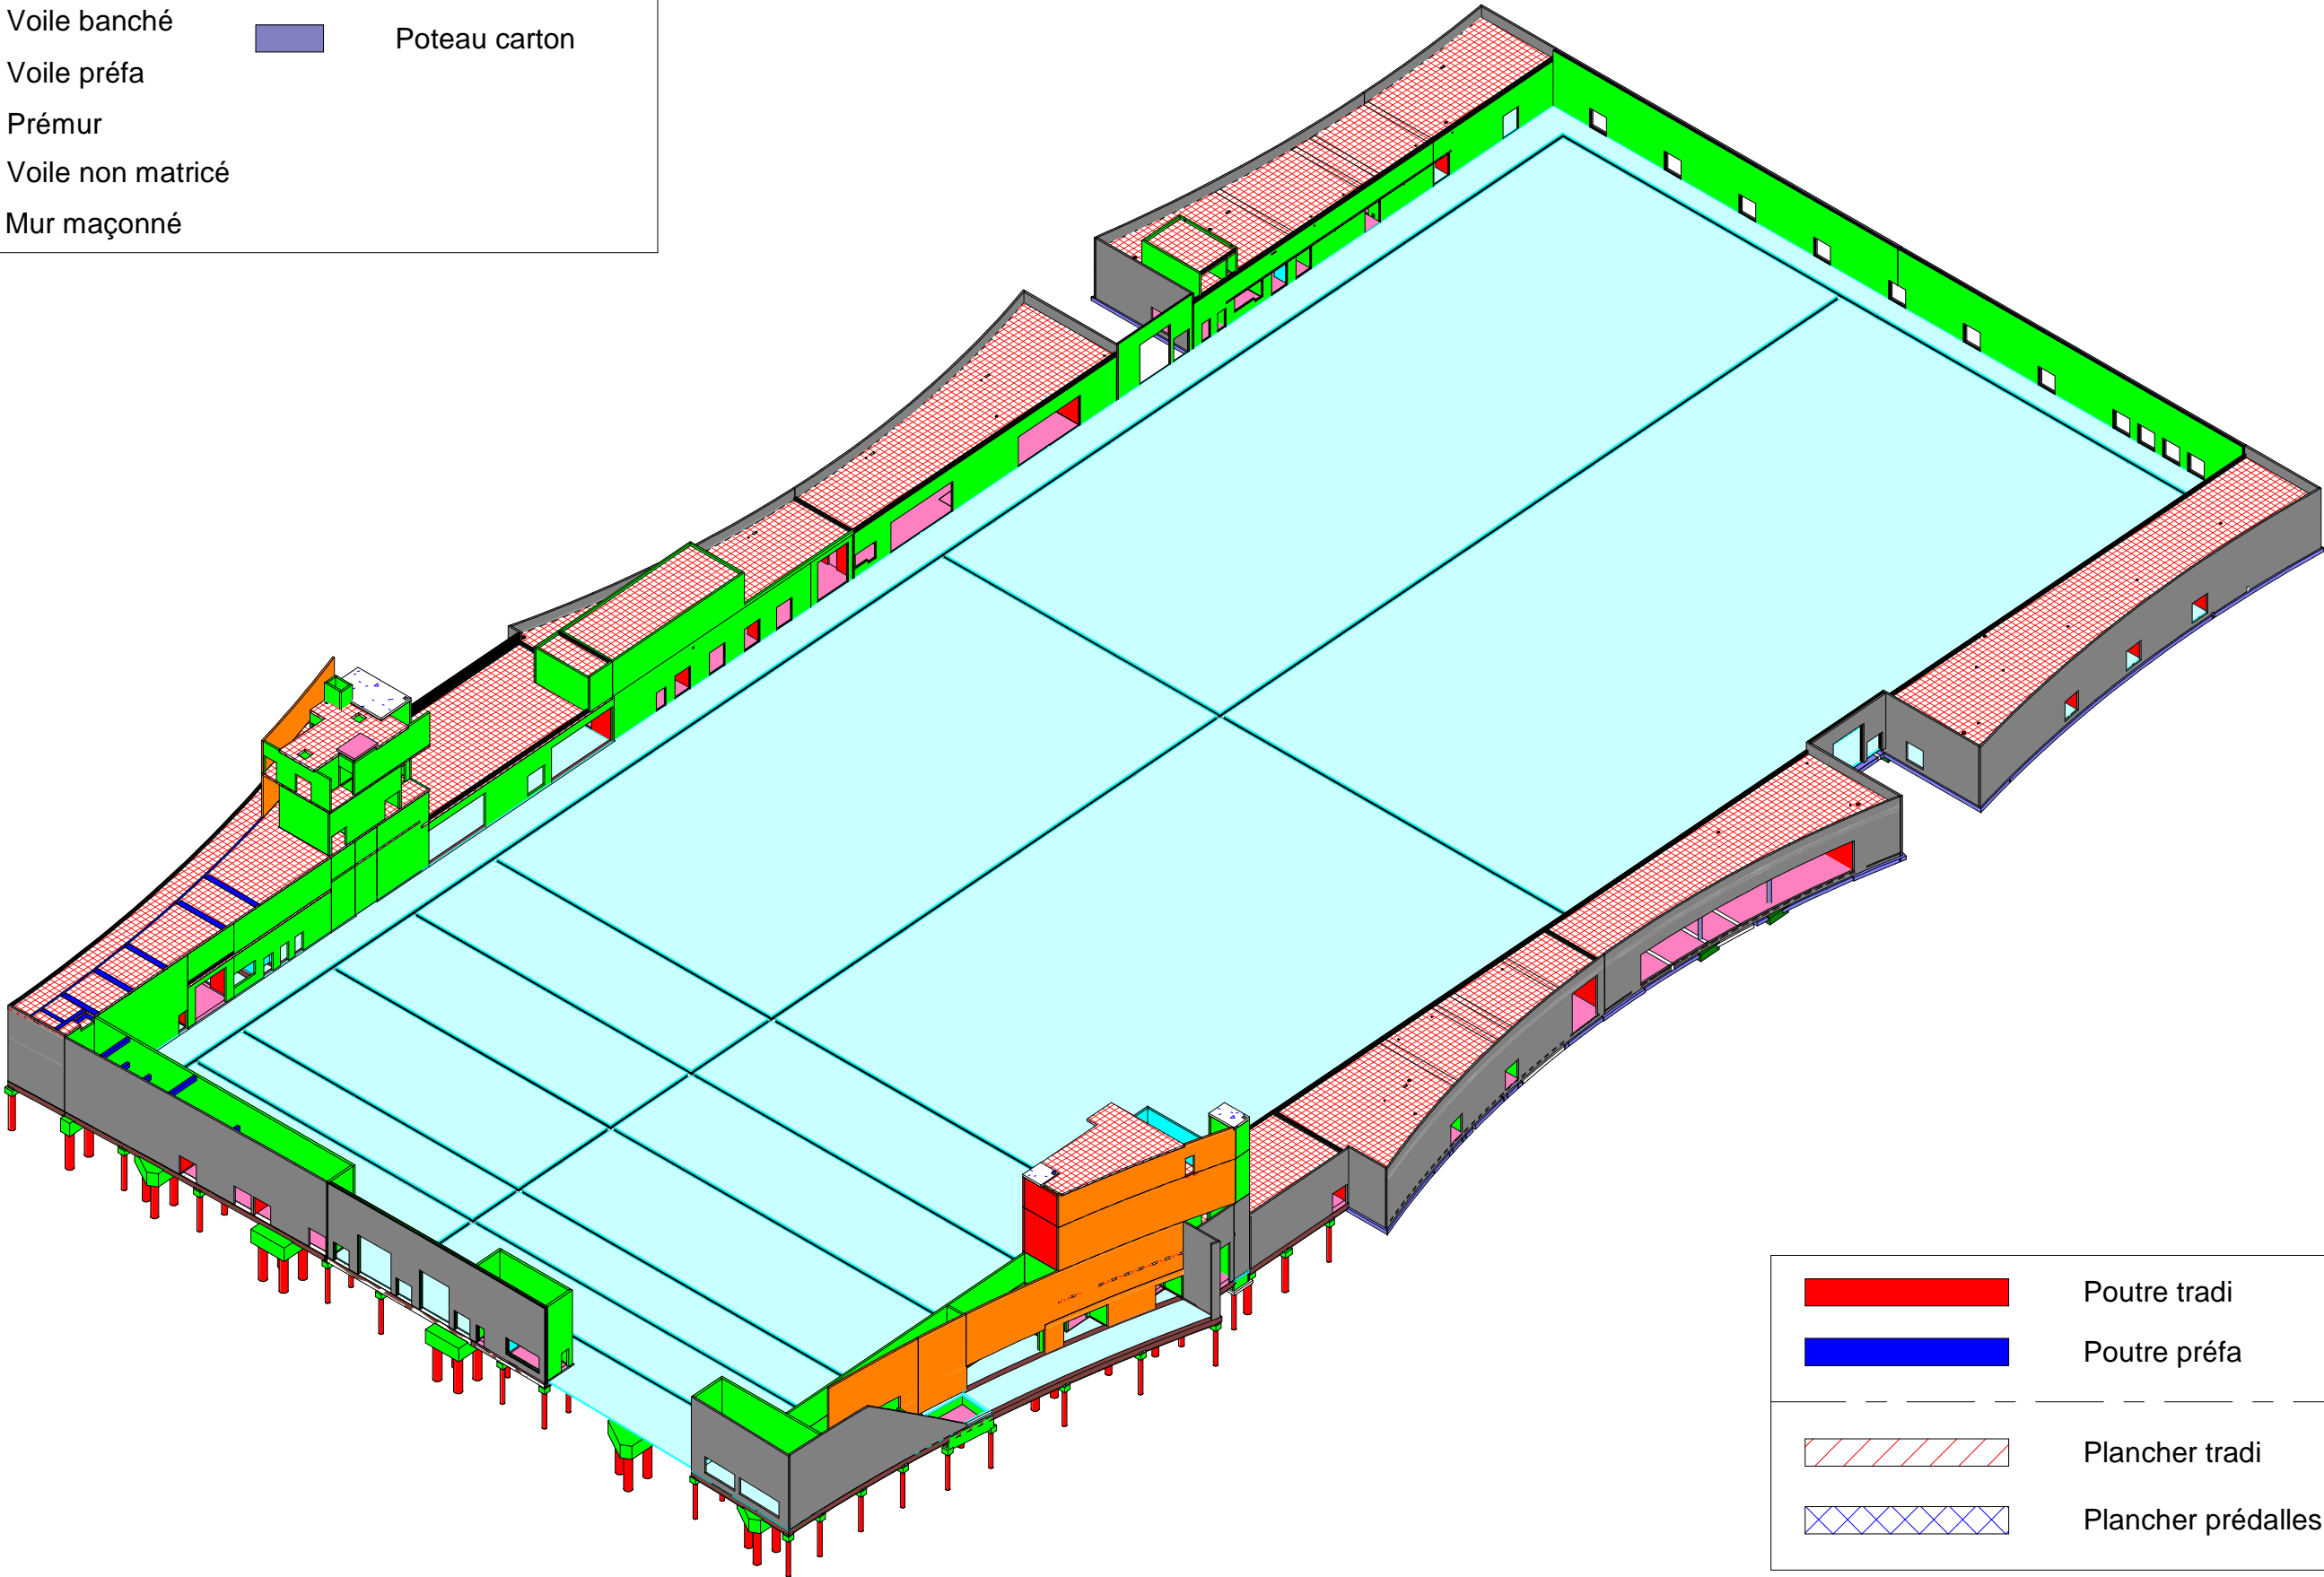 Voile banché
Poteau carton
Voile préfa
Prémur
Voile non matricé
Mur maçonné
Poutre tradi
Poutre préfa
Plancher tradi
Plancher prédalles